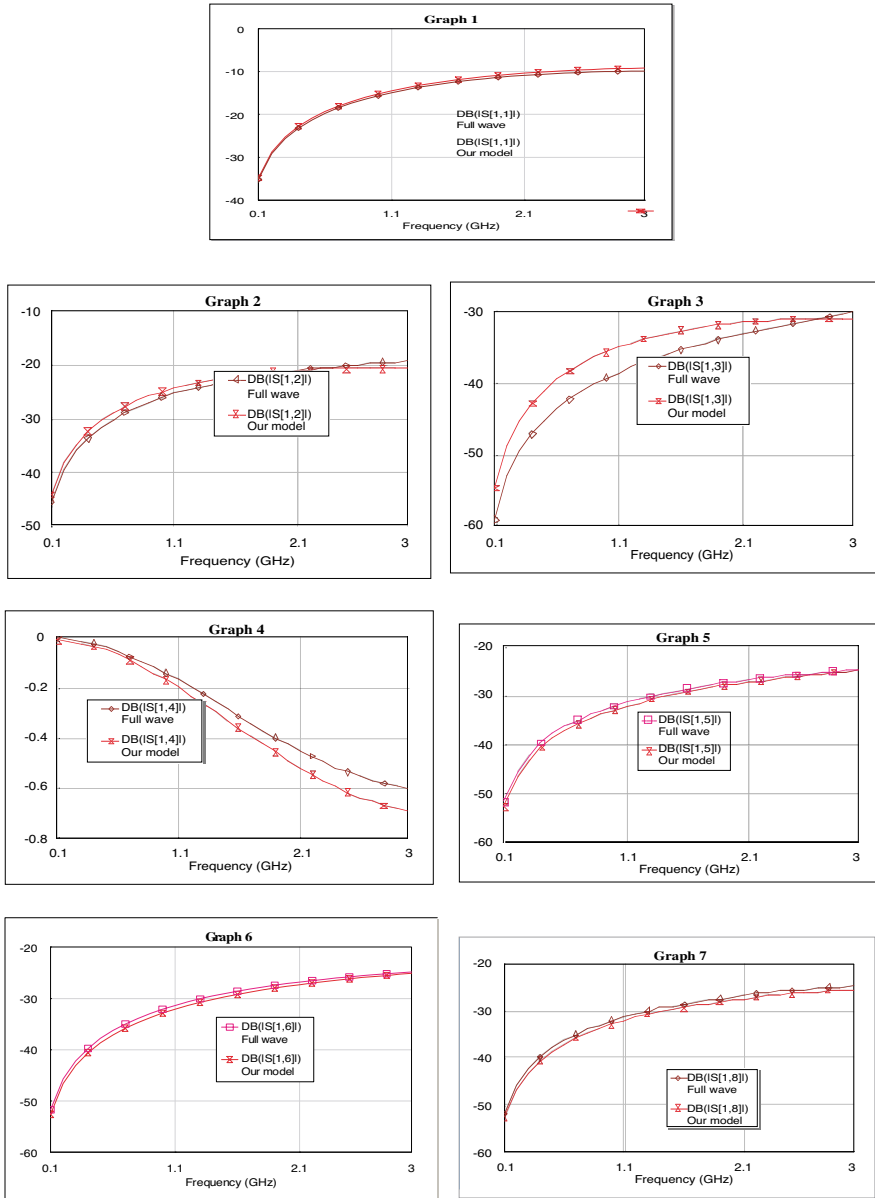 Graph 1
0
-10
-20
-30
-40
DB(|S[1,1]|)
Full wave
DB(|S[1,1]|)
Our model
0.1
1.1
2.1
3
Frequency (GHz)
Graph 2
-10
-20
-30
-40
-50
DB(|S[1,2]|)
Full wave
DB(|S[1,2]|)
Our model
0.1
1.1
2.1
3
Frequency (GHz)
Graph 3
-30
-40
-50
-60
DB(|S[1,3]|)
Full wave
DB(|S[1,3]|)
Our model
0.1
1.1
2.1
3
Frequency (GHz)
Graph 4
0
-0.2
-0.4
-0.6
-0.8
DB(|S[1,4]|)
Full wave
DB(|S[1,4]|)
Our model
0.1
1.1
2.1
3
Frequency (GHz)
Graph 5
-20
-30
-40
-50
-60
DB(|S[1,5]|)
Full wave
DB(|S[1,5]|)
Our model
0.1
1.1
2.1
3
Frequency (GHz)
Graph 6
-20
-30
-40
-50
-60
DB(|S[1,6]|)
Full wave
DB(|S[1,6]|)
Our model
0.1
1.1
2.1
3
Frequency (GHz)
Graph 7
-20
-30
-40
-50
-60
DB(|S[1,8]|)
Full wave
DB(|S[1,8]|)
Our model
0.1
1.1
2.1
3
Frequency (GHz)